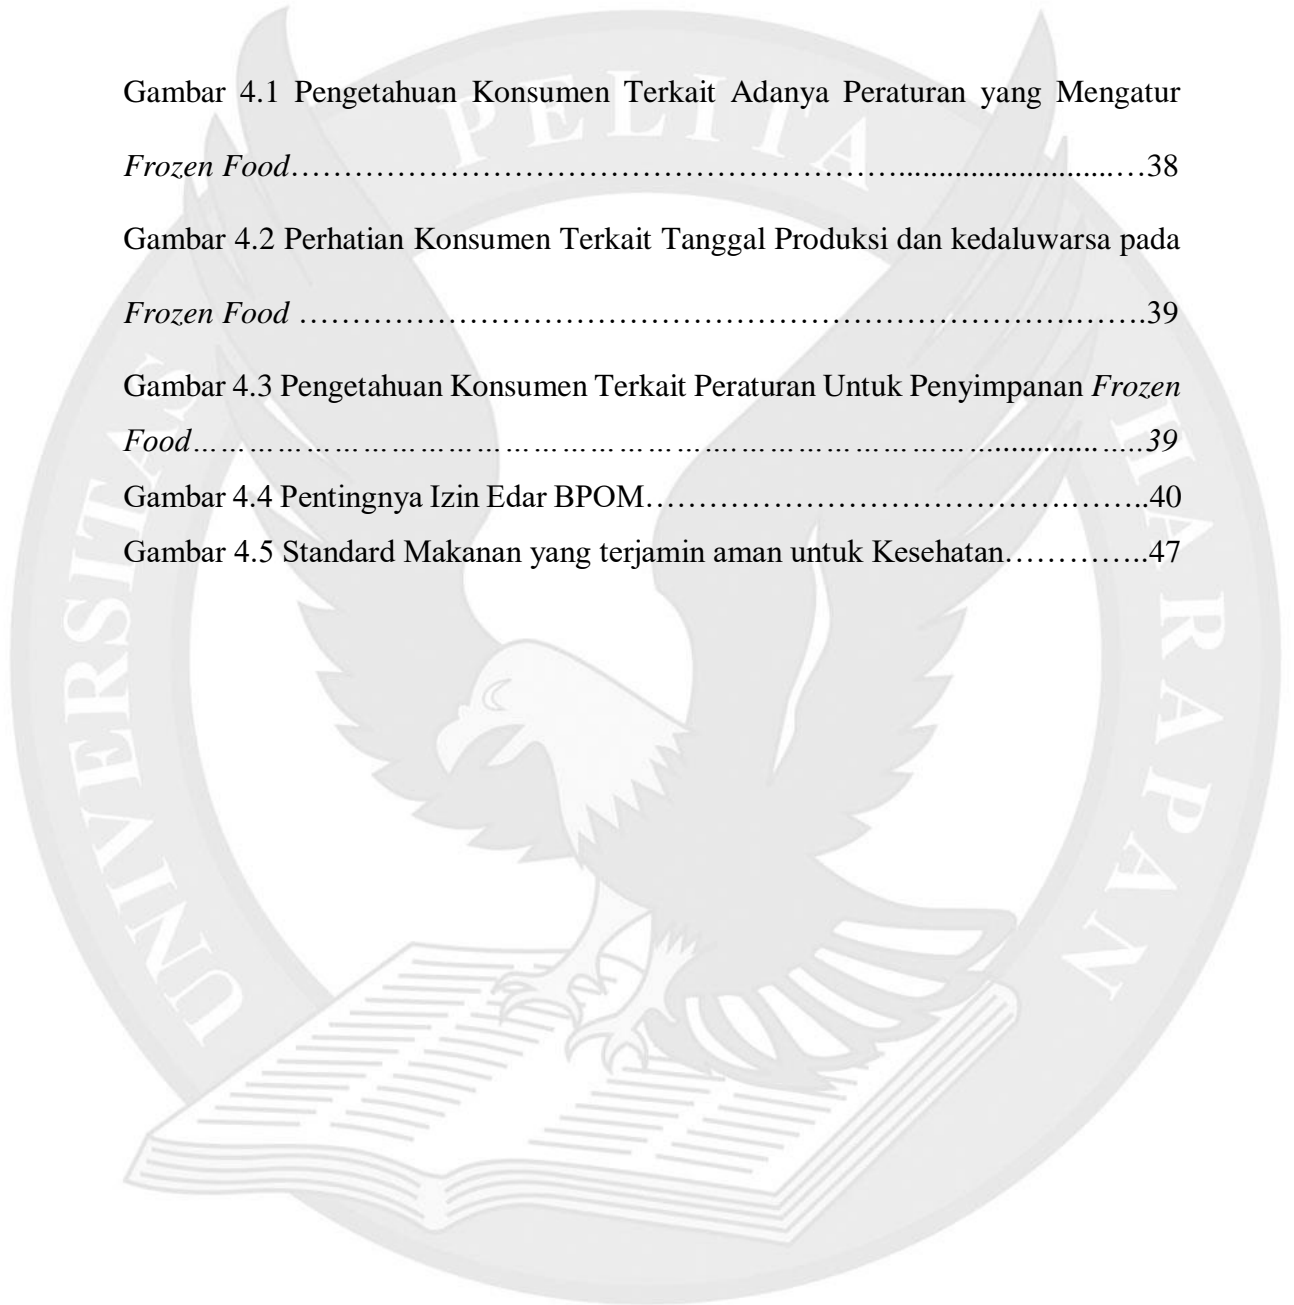 Gambar 4.1 Pengetahuan Konsumen Terkait Adanya Peraturan yang Mengatur
Frozen Food…………………………………………………….............................…38
Gambar 4.2 Perhatian Konsumen Terkait Tanggal Produksi dan kedaluwarsa pada
Frozen Food ……………………………………………………………………….39
Gambar 4.3 Pengetahuan Konsumen Terkait Peraturan Untuk Penyimpanan Frozen
Food………………………………………………….………………………..............…..39
Gambar 4.4 Pentingnya Izin Edar BPOM………………………………………..40
Gambar 4.5 Standard Makanan yang terjamin aman untuk Kesehatan…………..47
UNIVERSITAS PELITA HARAPAN